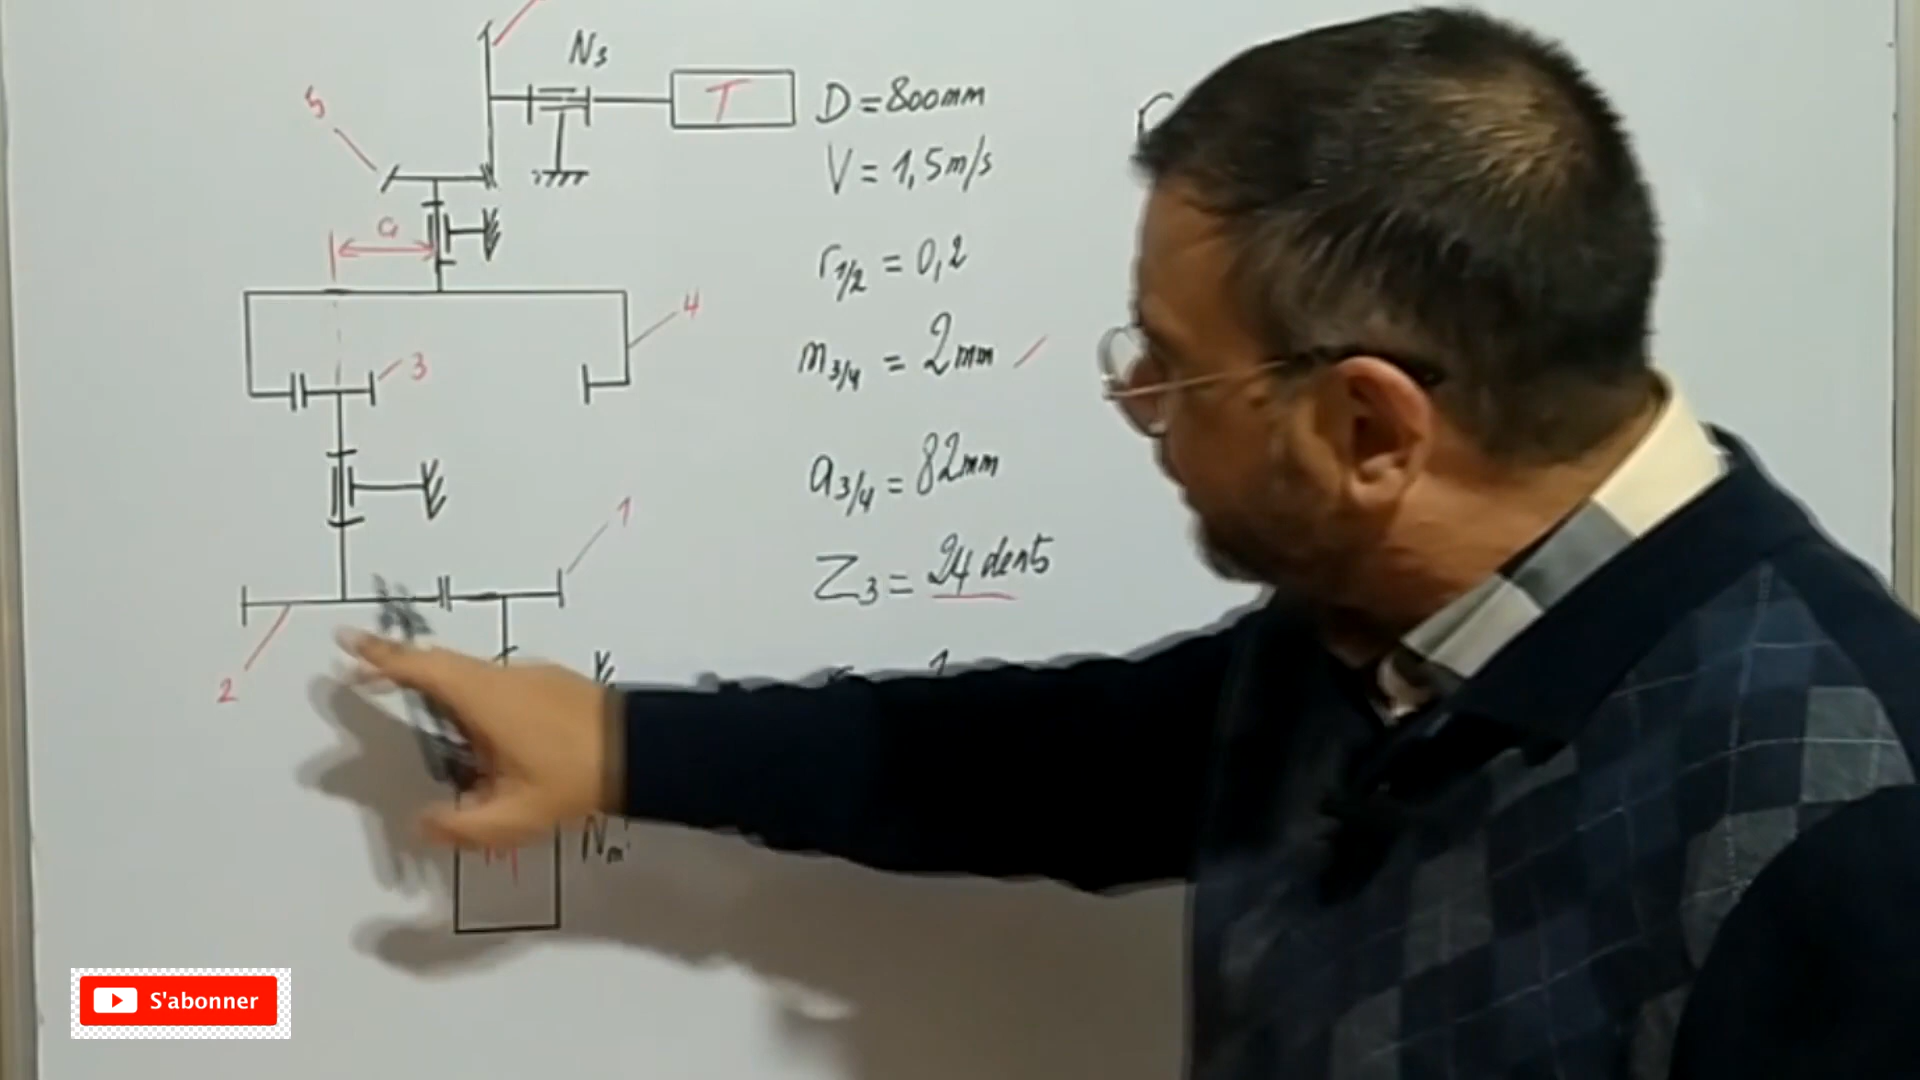 N3
T
D = 800mm
5
V = 1,5 m/s
a
r1/2 = 0,2
4
m3/4 = 2mm
3
a3/4 = 82mm
1
Z3 = 24 dents
2
Nm
S'abonner